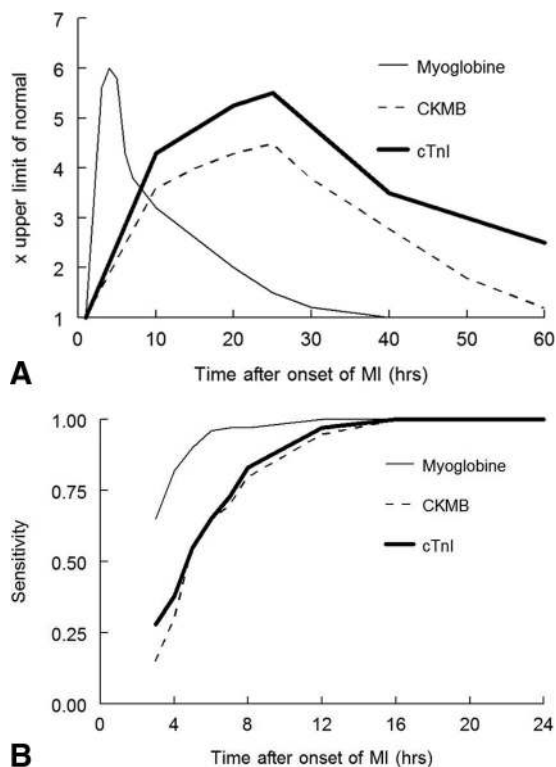 7
6
5
4
3
2
1
x upper limit of normal
Myoglobine
CKMB
cTnI
0 10 20 30 40 50 60
Time after onset of MI (hrs)
A
1.00
0.75
0.50
0.25
0.00
Sensitivity
Myoglobine
CKMB
cTnI
0 4 8 12 16 20 24
Time after onset of MI (hrs)
B